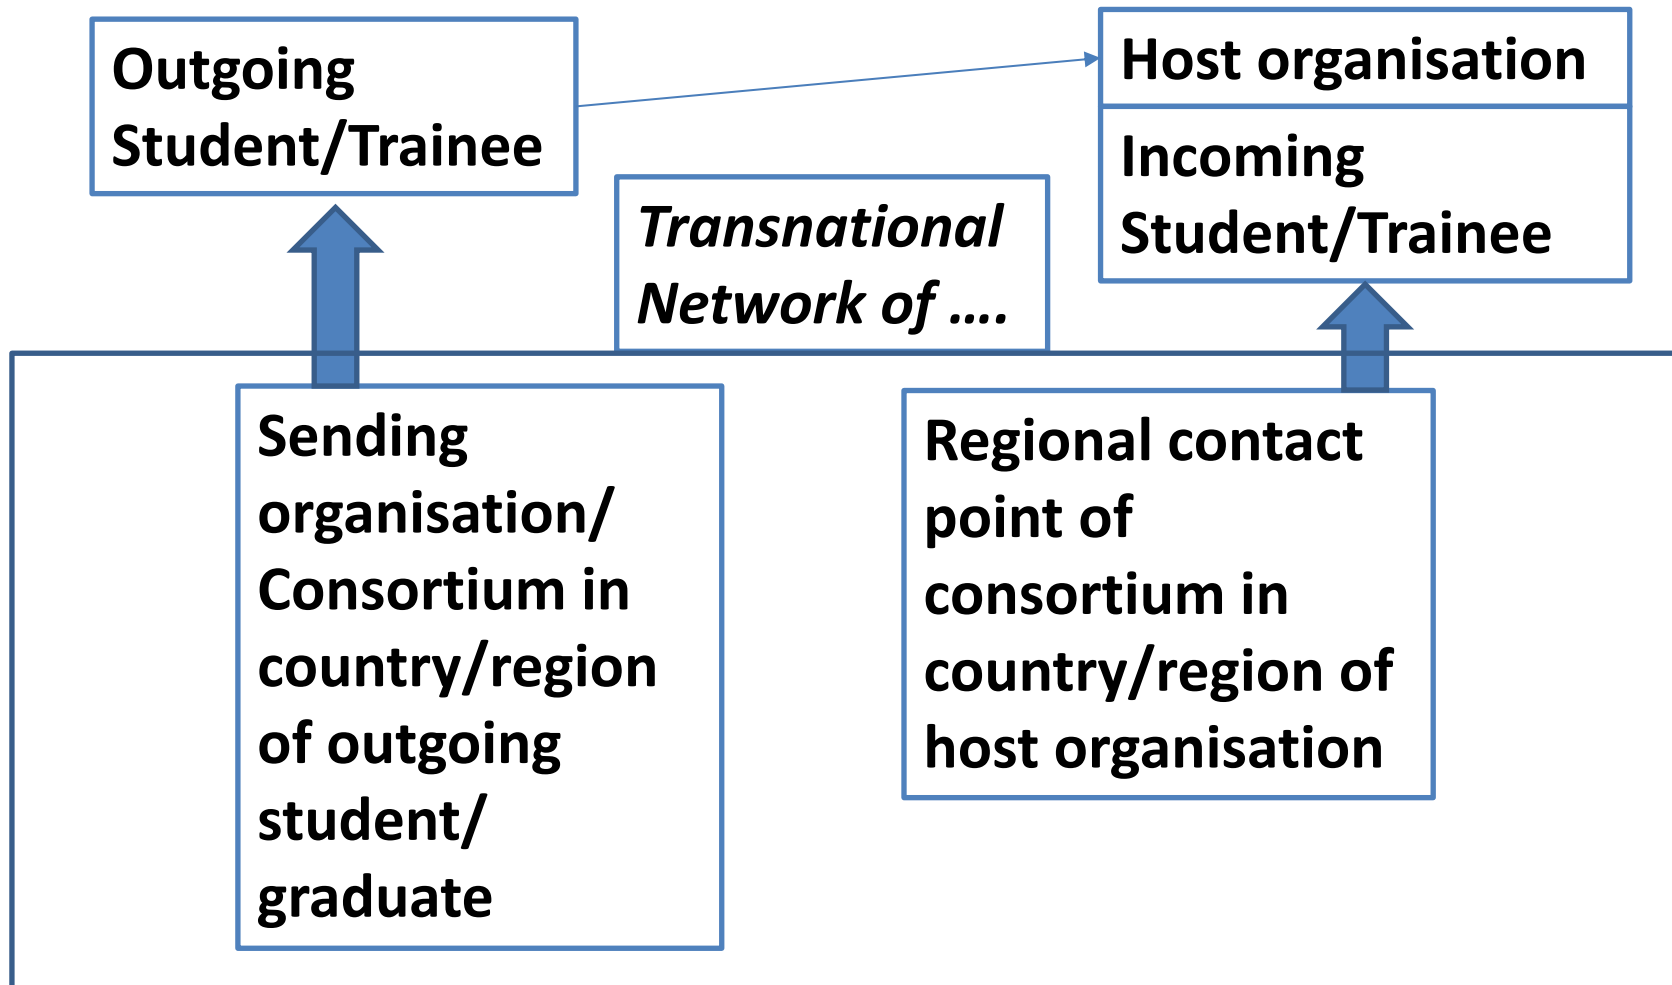 Outgoing
Student/Trainee
Host organisation
Incoming
Student/Trainee
Transnational
Network of ....
Sending
organisation/
Consortium in
country/region
of outgoing
student/
graduate
Regional contact
point of
consortium in
country/region of
host organisation